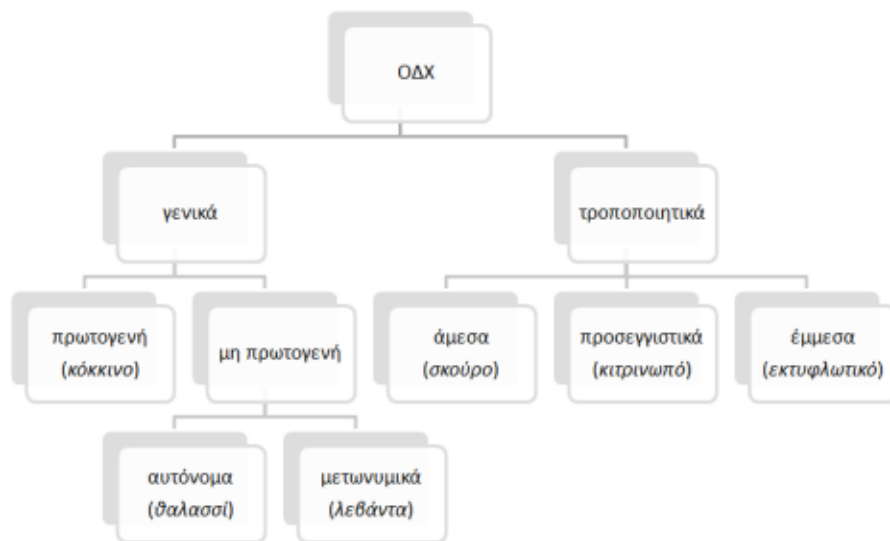 ΟΔΧ
γενικά
τροποποιητικά
πρωτογενή
(κόκκινο)
μη πρωτογενή
άμεσα
(σκούρο)
προσεγγιστικά
(κιτρινωπό)
έμμεσα
(εκτυφλωτικό)
αυτόνομα
(θαλασσί)
μετωνυμικά
(λεβάντα)